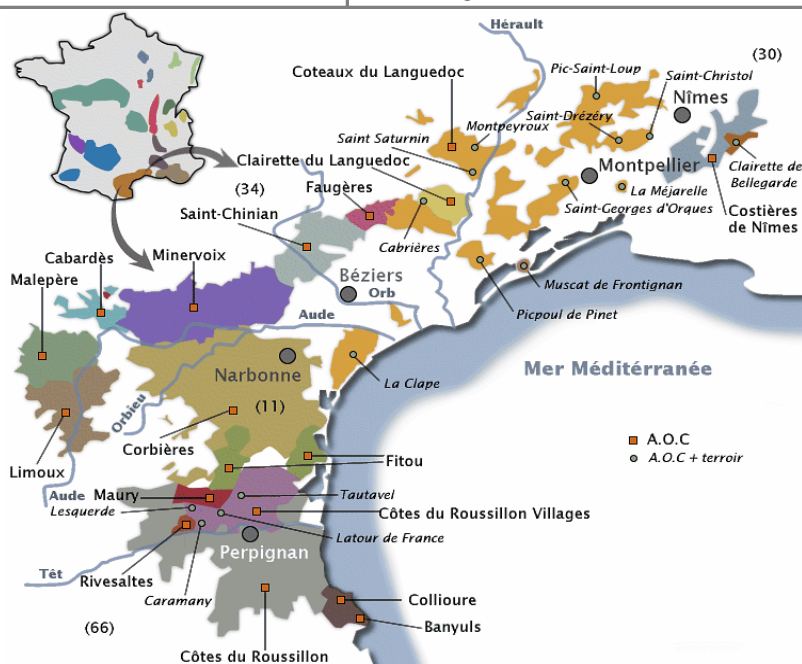 Hérault
(30)
Coteaux du Languedoc
Pic-Saint-Loup
Saint-Christol
Nîmes
Saint-Drézéry
Montpeyroux
Saint Saturnin
Clairette du Languedoc
Montpellier
Clairette de
Bellegarde
(34)
Faugères
La Méjarelle
Saint-Georges d'Orques
Costières
de Nîmes
Saint-Chinian
Cabrières
Cabardès
Minervoix
Malepère
Béziers
Orb
Muscat de Frontignan
Picpoul de Pinet
Aude
Mer Méditérranée
Narbonne
La Clape
Orbieu
(11)
Corbières
A.O.C
A.O.C + terroir
Limoux
Fitou
Aude
Maury
Tautavel
Lesquerde
Côtes du Roussillon Villages
Latour de France
Perpignan
Têt
Rivesaltes
Caramany
Collioure
(66)
Banyuls
Côtes du Roussillon